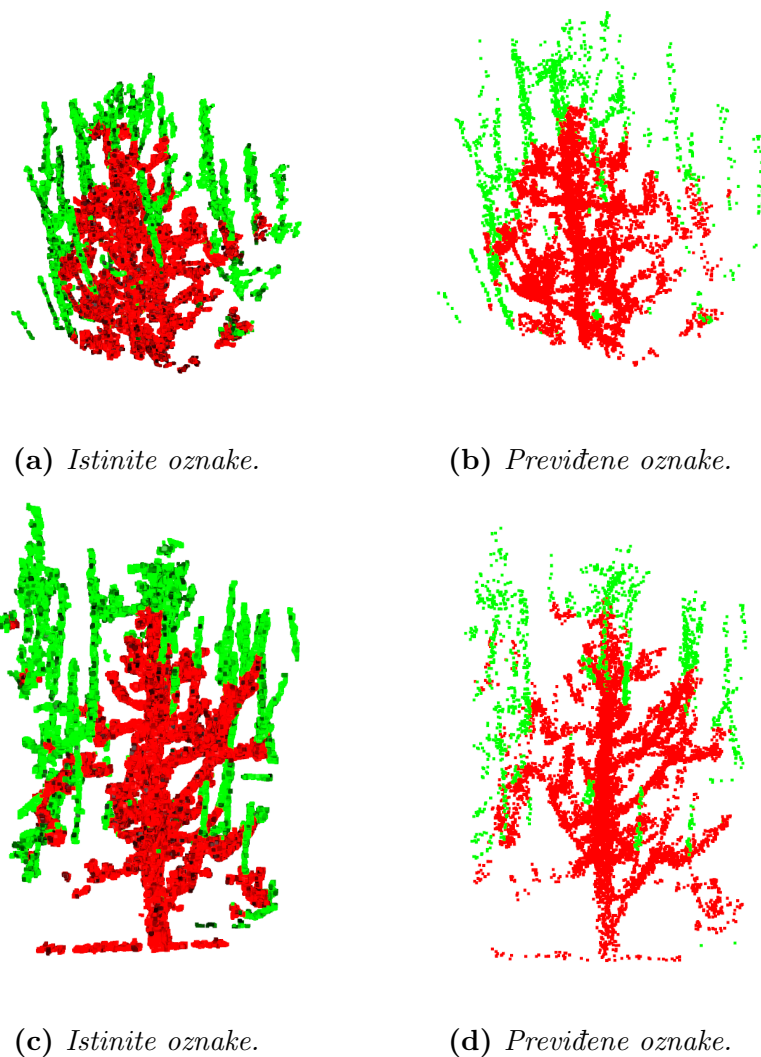 (a) Istinite oznake.
(b) Previđene oznake.
(c) Istinite oznake.
(d) Previđene oznake.